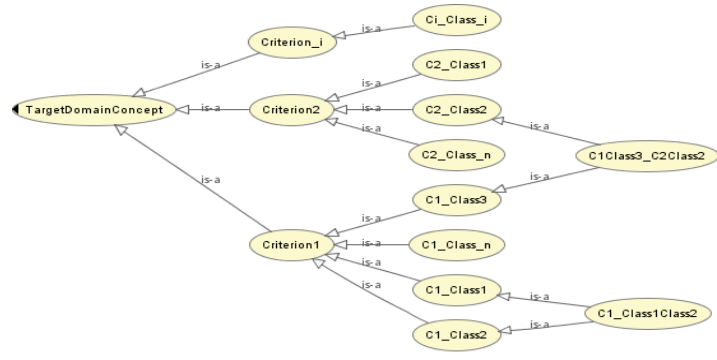 Ci_Class_i
is-a
Criterion_i
is-a
C2_Class1
is-a
TargetDomainConcept
is-a
Criterion2
is-a
C2_Class2
is-a
is-a
C2_Class_n
C1Class3_C2Class2
is-a
is-a
C1_Class3
is-a
Criterion1
is-a
C1_Class_n
is-a
C1_Class1
is-a
C1_Class1Class2
is-a
is-a
C1_Class2